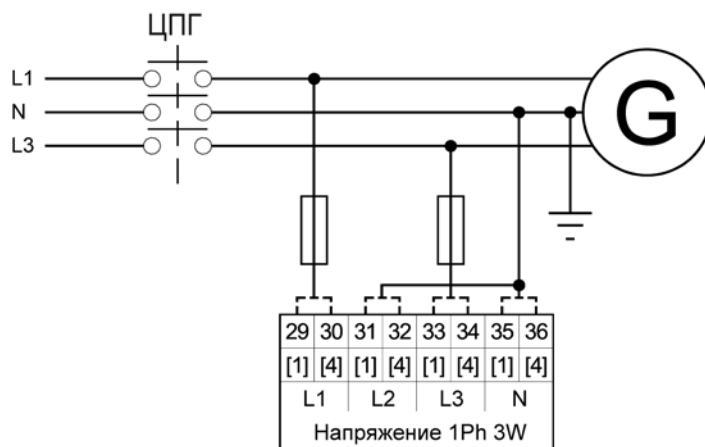 ЦПГ
L1
N
L3
G
29 30 31 32 33 34 35 36
[1] [4] [1] [4] [1] [4] [1] [4]
L1 L2 L3 N
Напряжение 1Ph 3W